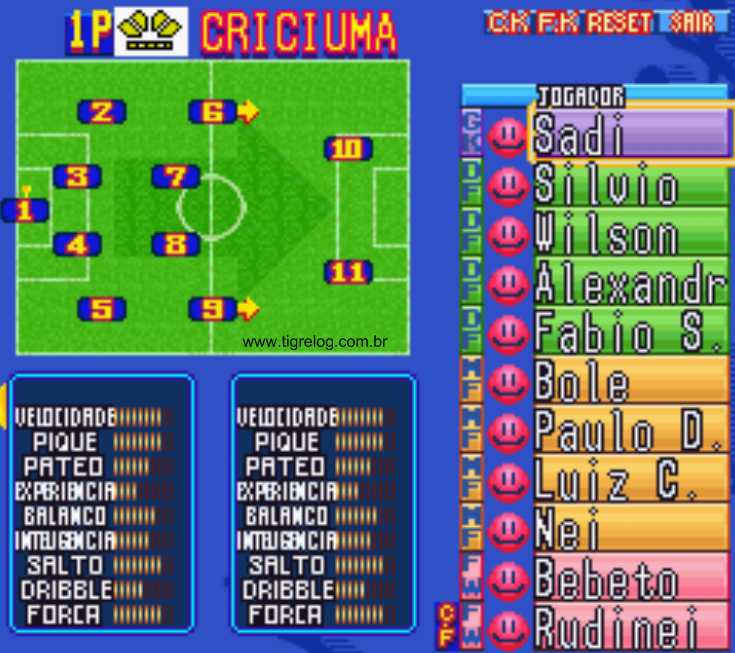 1P CRICIUMA
C.K F.K RESET SAIR
2 6
10
3 7
1
4 8
11
5 9
www.tigrelog.com.br
JOGADOR
GK Sadi
DF Silvio
DF Wilson
DF Alexandr
DF Fabio S.
MF Bole
MF Paulo D.
MF Luiz C.
MF Nei
FW Bebeto
C.F FW Rudinei
VELOCIDADE VELOCIDADE
PIQUE PIQUE
PATEO PATEO
EXPERIENCIA EXPERIENCIA
BALANCO BALANCO
INTELIGENCIA INTELIGENCIA
SALTO SALTO
DRIBBLE DRIBBLE
FORCA FORCA